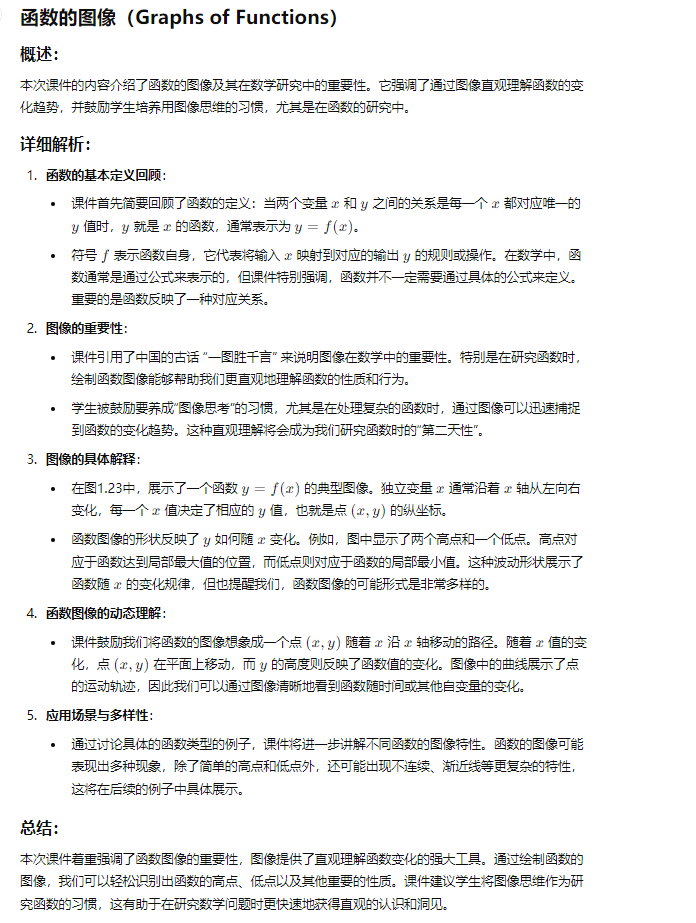 函数的图像（Graphs of Functions）
概述：
本次课件的内容介绍了函数的图像及其在数学研究中的重要性。它强调了通过图像直观理解函数的变
化趋势，并鼓励学生培养用图像思维的习惯，尤其是在函数的研究中。
详细解析：
1. 函数的基本定义回顾：
• 课件首先简要回顾了函数的定义：当两个变量 x 和 y 之间的关系是每一个 x 都对应唯一的
y 值时，y 就是 x 的函数，通常表示为 y = f(x)。
• 符号 f 表示函数自身，它代表将输入 x 映射到对应的输出 y 的规则或操作。在数学中，函
数通常是通过公式来表示的，但课件特别强调，函数并不一定需要通过具体的公式来定义。
重要的是函数反映了一种对应关系。
2. 图像的重要性：
• 课件引用了中国的古话 “一图胜千言” 来说明图像在数学中的重要性。特别是在研究函数时，
绘制函数图像能够帮助我们更直观地理解函数的性质和行为。
• 学生被鼓励要养成“图像思考”的习惯，尤其是在处理复杂的函数时，通过图像可以迅速捕捉
到函数的变化趋势。这种直观理解将会成为我们研究函数时的“第二天性”。
3. 图像的具体解释：
• 在图1.23中，展示了一个函数 y = f(x) 的典型图像。独立变量 x 通常沿着 x 轴从左向右
变化，每一个 x 值决定了相应的 y 值，也就是点 (x, y) 的纵坐标。
• 函数图像的形状反映了 y 如何随 x 变化。例如，图中显示了两个高点和一个低点。高点对
应于函数达到局部最大值的位置，而低点则对应于函数的局部最小值。这种波动形状展示了
函数随 x 的变化规律，但也提醒我们，函数图像的可能形式是非常多样的。
4. 函数图像的动态理解：
• 课件鼓励我们将函数的图像想象成一个点 (x, y) 随着 x 沿 x 轴移动的路径。随着 x 值的变
化，点 (x, y) 在平面上移动，而 y 的高度则反映了函数值的变化。图像中的曲线展示了点
的运动轨迹，因此我们可以通过图像清晰地看到函数随时间或其他自变量的变化。
5. 应用场景与多样性：
• 通过讨论具体的函数类型的例子，课件将进一步讲解不同函数的图像特性。函数的图像可能
表现出多种现象，除了简单的高点和低点外，还可能出现不连续、渐近线等更复杂的特性，
这将在后续的例子中具体展示。
总结：
本次课件着重强调了函数图像的重要性，图像提供了直观理解函数变化的强大工具。通过绘制函数的
图像，我们可以轻松识别出函数的高点、低点以及其他重要的性质。课件建议学生将图像思维作为研
究函数的习惯，这有助于在研究数学问题时更快速地获得直观的认识和洞见。